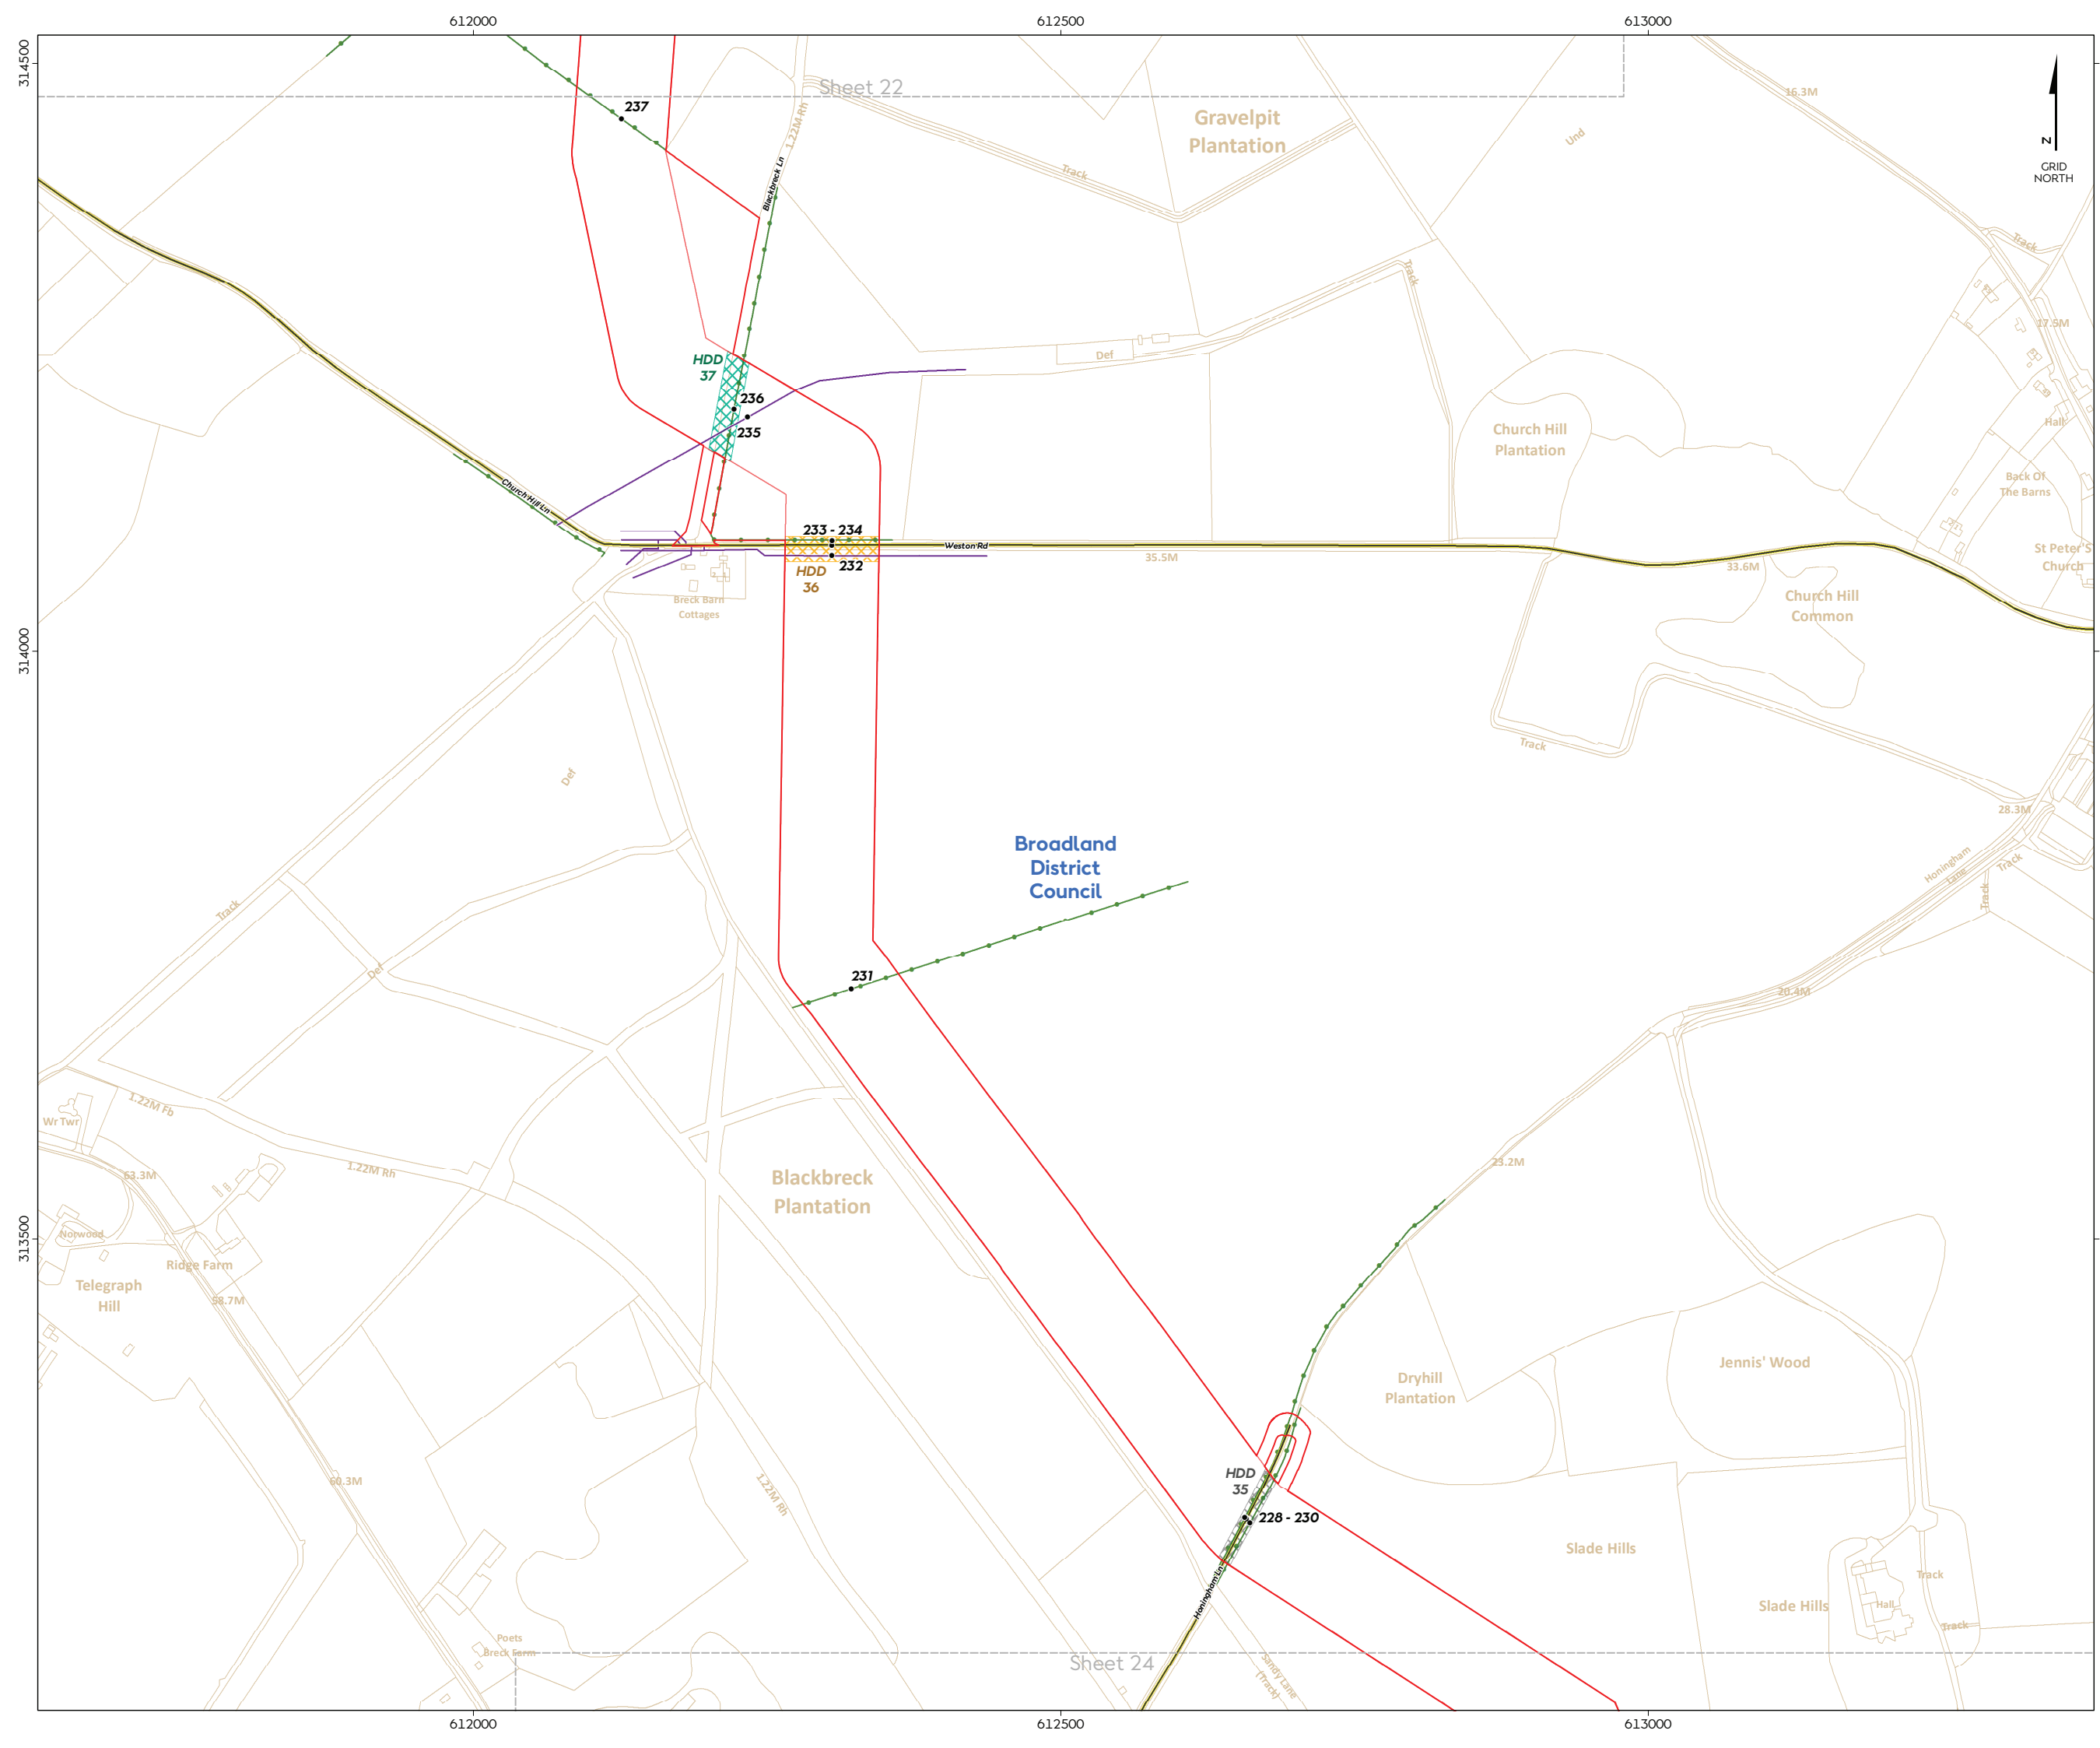 612000
612500
613000
314500
Sheet 22
16.3M
237
Gravelpit
Plantation
Und
N
GRID
NORTH
1.22M Rh
Track
Blackbreck Ln
Track
Track
17.5M
HDD
37
Def
236
235
Church Hill
Plantation
Hall
Back Of
The Barns
Church Hill Ln
233 - 234
Weston Rd
35.5M
232
HDD
36
33.6M
St Peter'S
Church
Breck Barn
Cottages
Church Hill
Common
314000
Track
Def
28.3M
Broadland
District
Council
Honingham
Lane
Track
Track
Track
Def
231
20.4M
1.22M Fb
Wr Twr
63.3M
1.22M Rh
23.2M
Blackbreck
Plantation
313500
Norwood
Ridge Farm
Telegraph
Hill
58.7M
Jennis' Wood
Dryhill
Plantation
60.3M
1.22M Rh
HDD
35
228 - 230
Slade Hills
Honingham Ln
Track
Slade Hills
Hall
Track
Poets
Breck Farm
Sheet 24
Sandy Lane
(Track)
612000
612500
613000